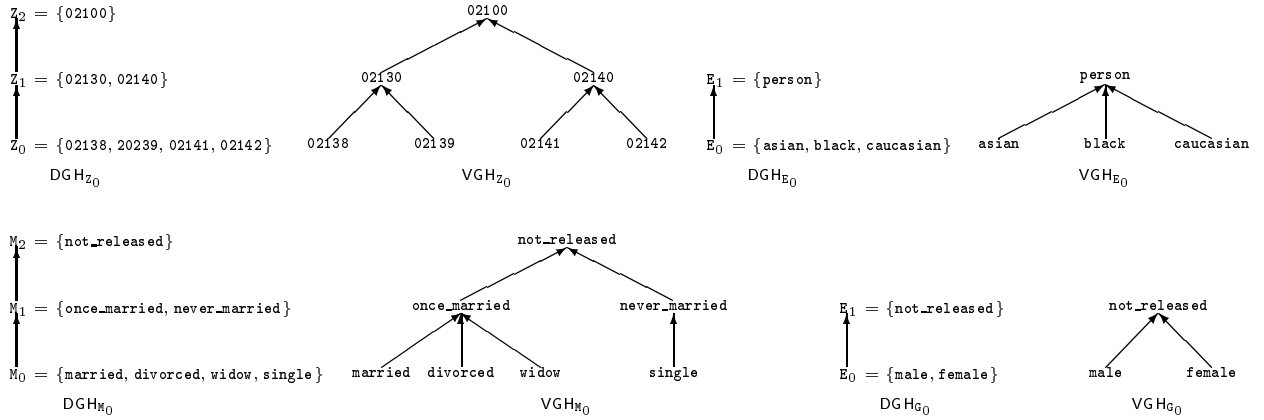 Z2 = {02100}
02100
Z1 = {02130, 02140}
02130
02140
E1 = {person}
person
Z0 = {02138, 20239, 02141, 02142}
02138
02139
02141
02142
E0 = {asian, black, caucasian}
asian
black
caucasian
DGHZ0
VGHZ0
DGHE0
VGHE0
M2 = {not_released}
not_released
M1 = {once_married, never_married}
once_married
never_married
E1 = {not_released}
not_released
M0 = {married, divorced, widow, single}
married
divorced
widow
single
E0 = {male, female}
male
female
DGHM0
VGHM0
DGHG0
VGHG0